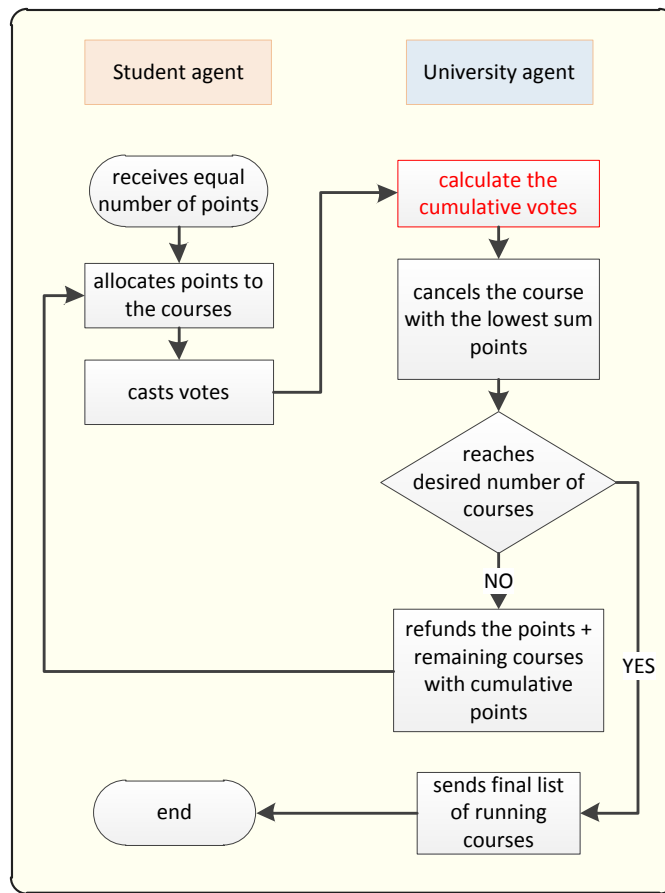 Student agent
University agent
receives equal
number of points
allocates points to
the courses
casts votes
calculate the
cumulative votes
cancels the course
with the lowest sum
points
reaches
desired number of
courses
NO
YES
refunds the points +
remaining courses
with cumulative
points
sends final list
of running
courses
end